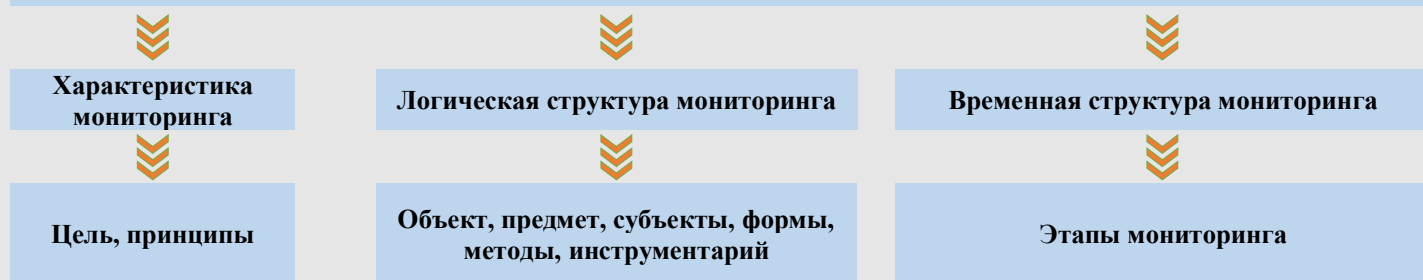 Характеристика
мониторинга
Логическая структура мониторинга
Временная структура мониторинга
Цель, принципы
Объект, предмет, субъекты, формы,
методы, инструментарий
Этапы мониторинга